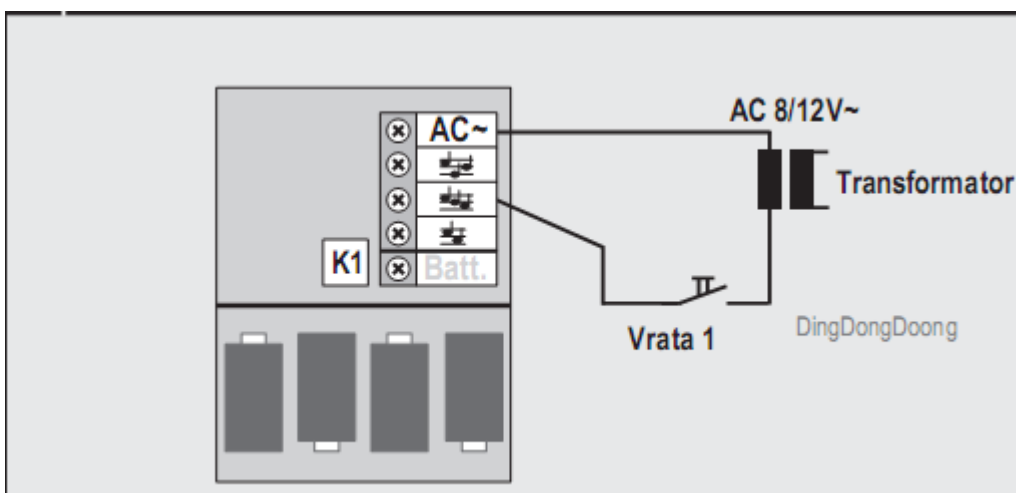 AC 8/12V~
AC~
Transformator
K1
Batt.
Vrata 1
DingDongDoong